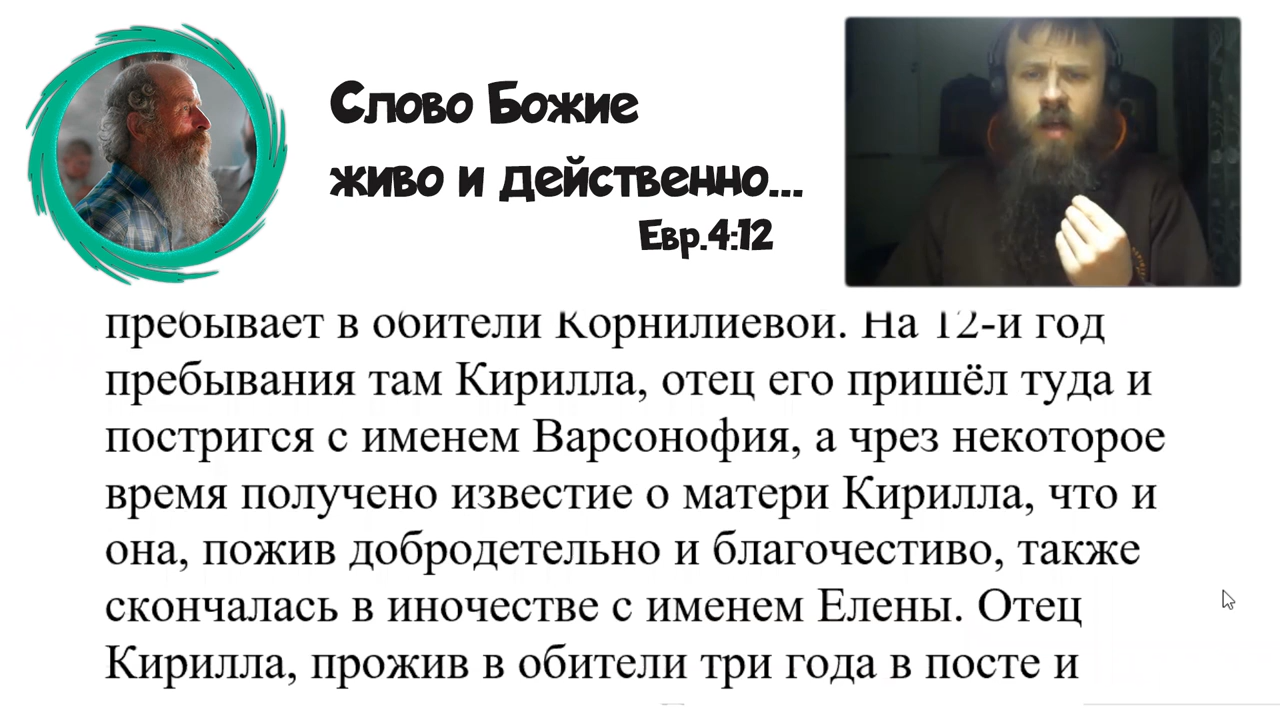 Слово Божие
живо и действенно...
Евр.4:12
пребывает в обители Корнилиевой. На 12-й год
пребывания там Кирилла, отец его пришёл туда и
постригся с именем Варсонофия, а чрез некоторое
время получено известие о матери Кирилла, что и
она, пожив добродетельно и благочестиво, также
скончалась в иночестве с именем Елены. Отец
Кирилла, прожив в обители три года в посте и